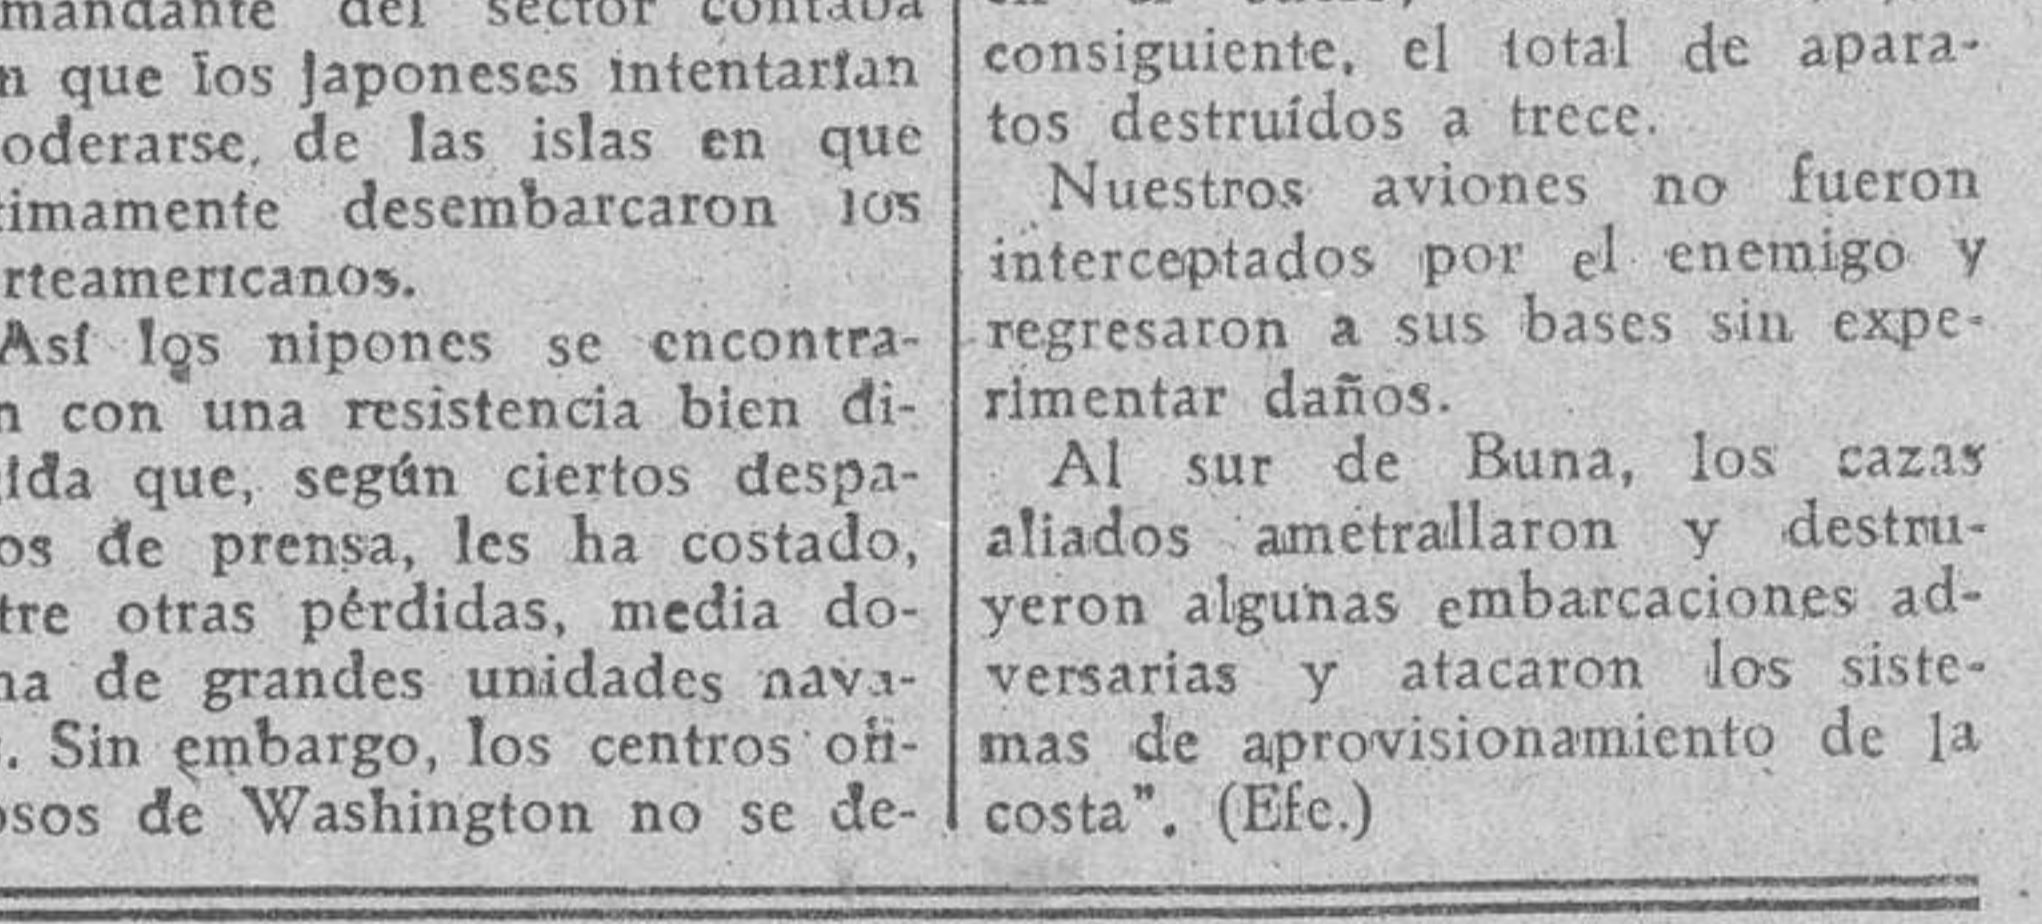 mandante del sector contaba
n que los japoneses intentarían
oderarse, de las islas en que
timamente desembarcaron los
rteamericanos.
Así los nipones se encontra-
n con una resistencia bien di-
gida que, según ciertos despa-
os de prensa, les ha costado,
tre otras pérdidas, media do-
na de grandes unidades nava-
. Sin embargo, los centros ofi-
osos de Washington no se de-
consiguiente, el total de apara-
tos destruídos a trece.
Nuestros aviones no fueron
interceptados por el enemigo y
regresaron a sus bases sin expe-
rimentar daños.
Al sur de Buna, los cazas
aliados ametrallaron y destru-
yeron algunas embarcaciones ad-
versarias y atacaron los siste-
mas de aprovisionamiento de la
costa". (Efe.)